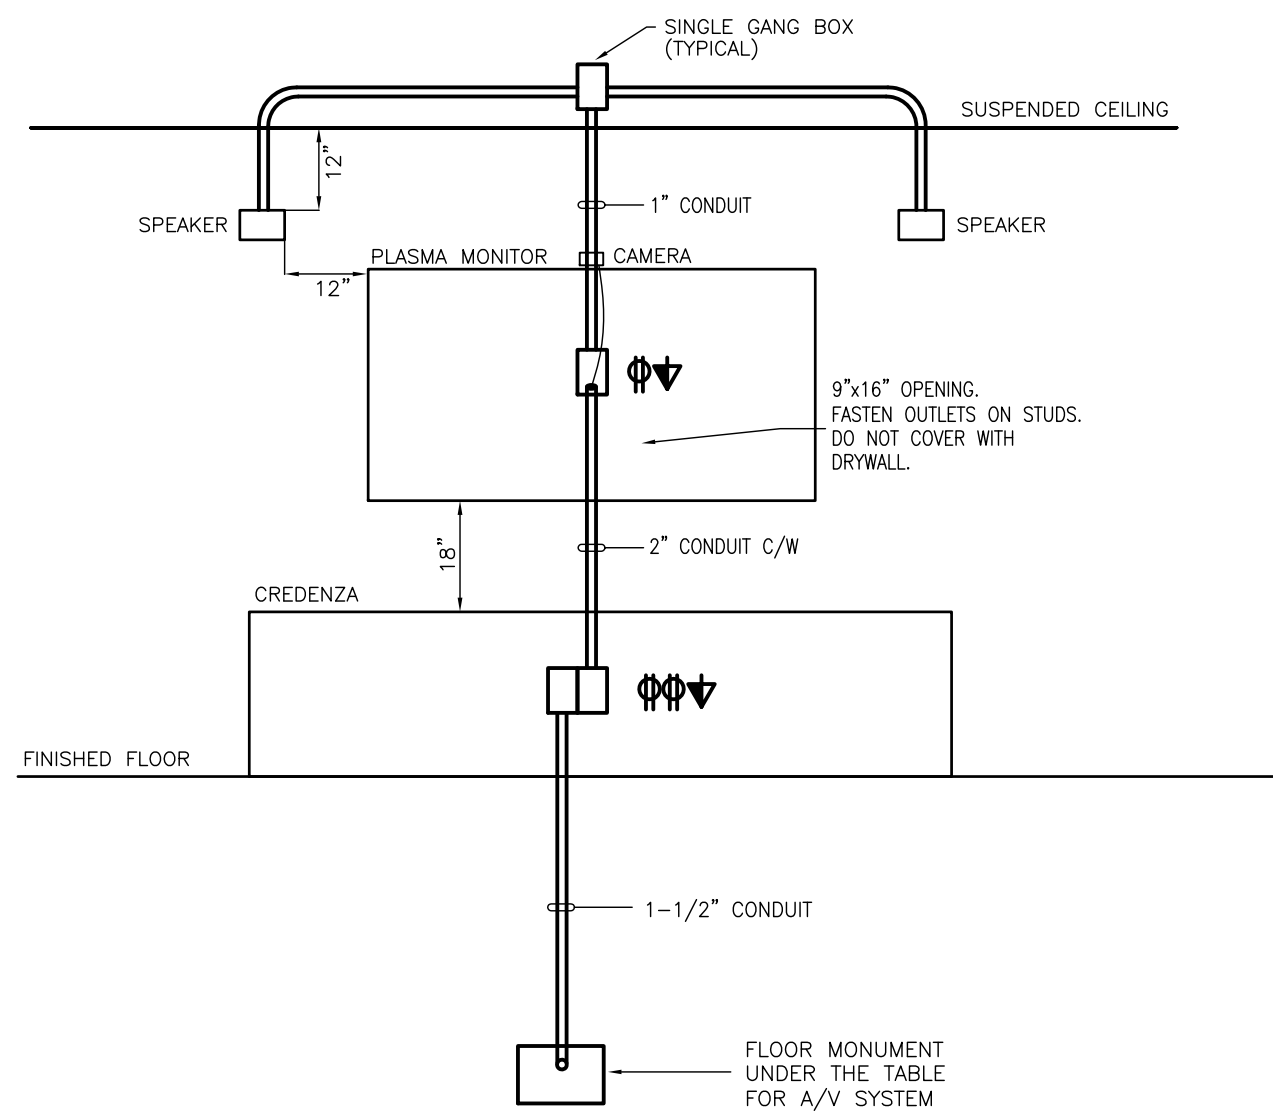 SINGLE GANG BOX
(TYPICAL)
SUSPENDED CEILING
12"
1" CONDUIT
SPEAKER
SPEAKER
PLASMA MONITOR
CAMERA
12"
9"x16" OPENING.
FASTEN OUTLETS ON STUDS.
DO NOT COVER WITH
DRYWALL.
18"
2" CONDUIT C/W
CREDENZA
FINISHED FLOOR
1-1/2" CONDUIT
FLOOR MONUMENT
UNDER THE TABLE
FOR A/V SYSTEM